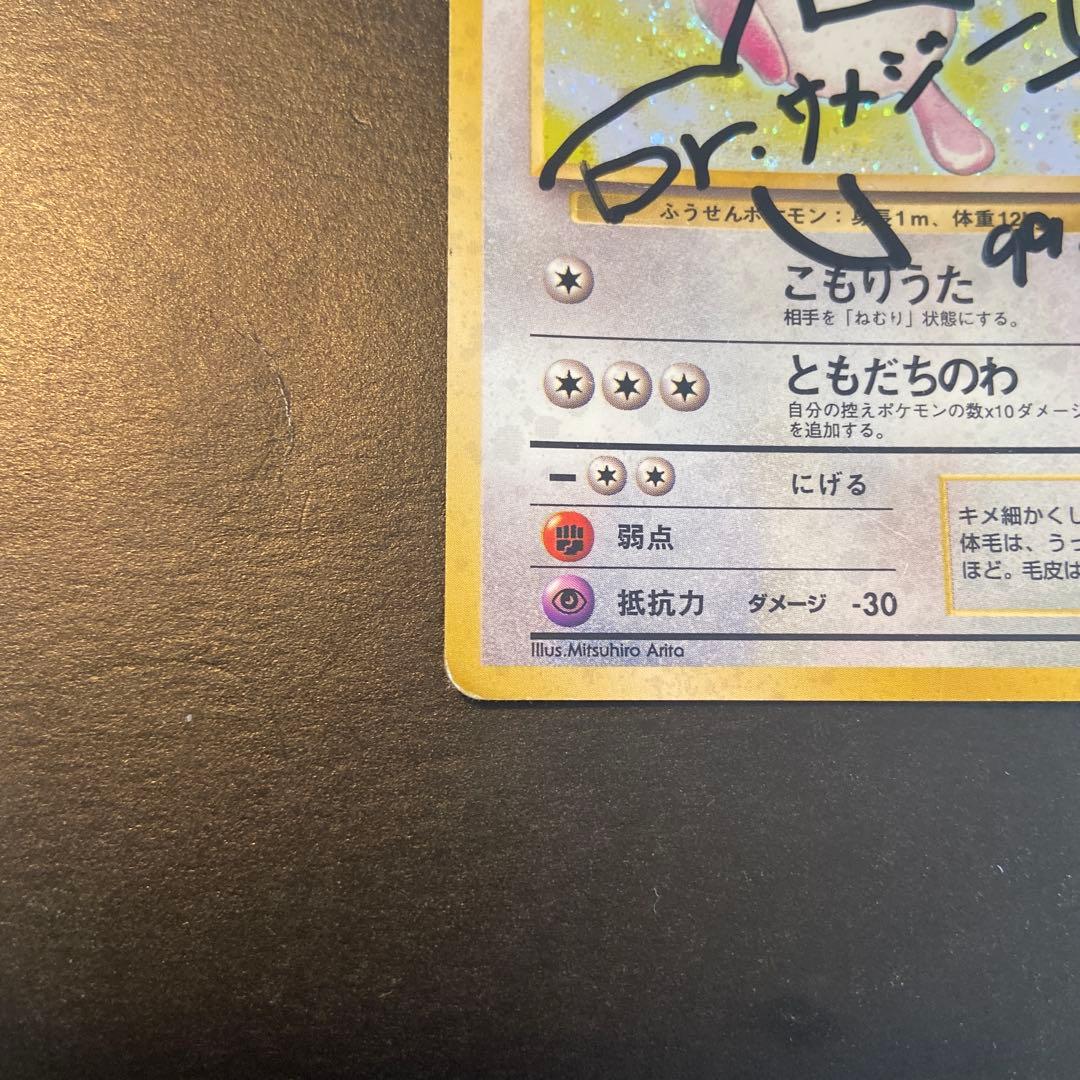 Dr.サナジ
ふうせんポケモン：身長1m、体重12
こもりうた
相手を「ねむり」状態にする。
ともだちのわ
自分の控えポケモンの数x10ダメージ
を追加する。
にげる
弱点
抵抗力 ダメージ -30
キメ細かくし
体毛は、うっ
ほど。毛皮は
Illus.Mitsuhiro Arita